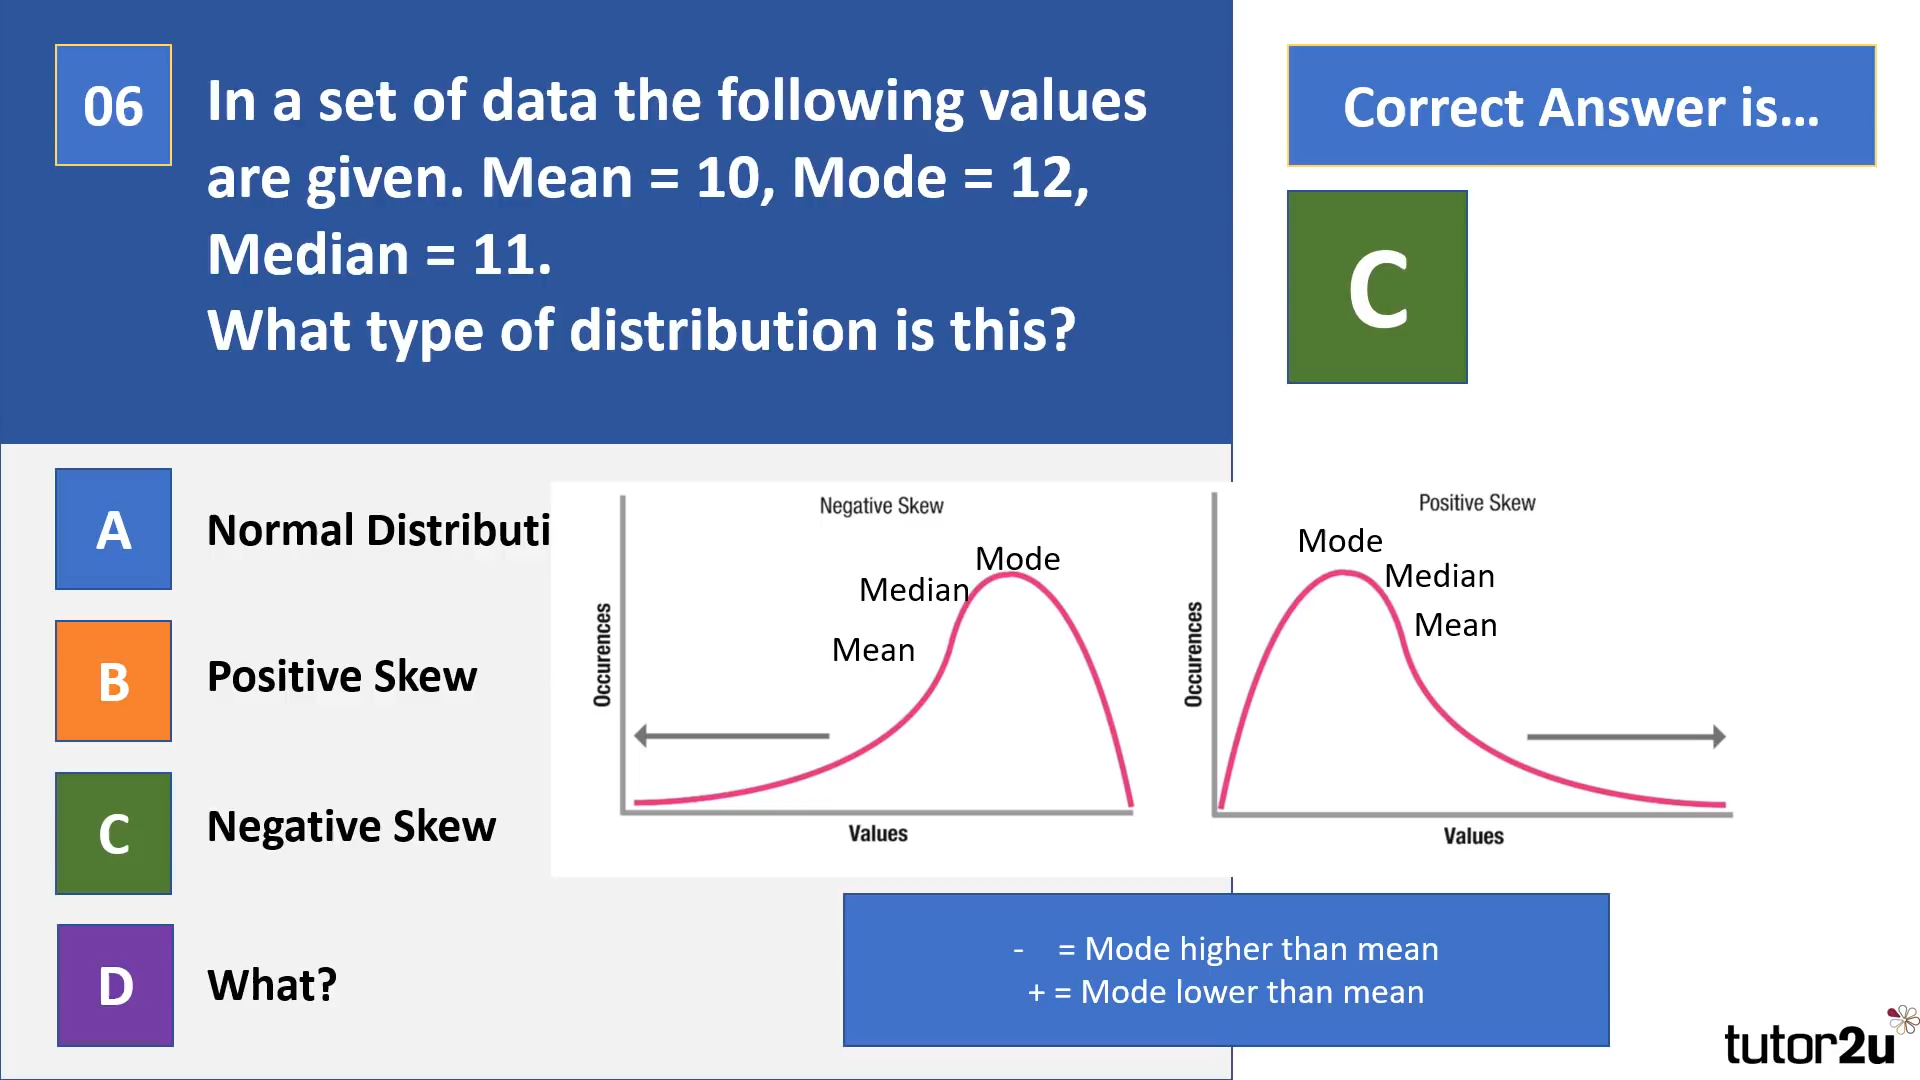 06
In a set of data the following values
are given. Mean = 10, Mode = 12,
Median = 11.
What type of distribution is this?
Correct Answer is...
C
A
Normal Distributi
B
Positive Skew
C
Negative Skew
D
What?
Negative Skew
Mode
Median
Mean
Occurences
Values
Positive Skew
Mode
Median
Mean
Occurences
Values
- = Mode higher than mean
+ = Mode lower than mean
tutor2u